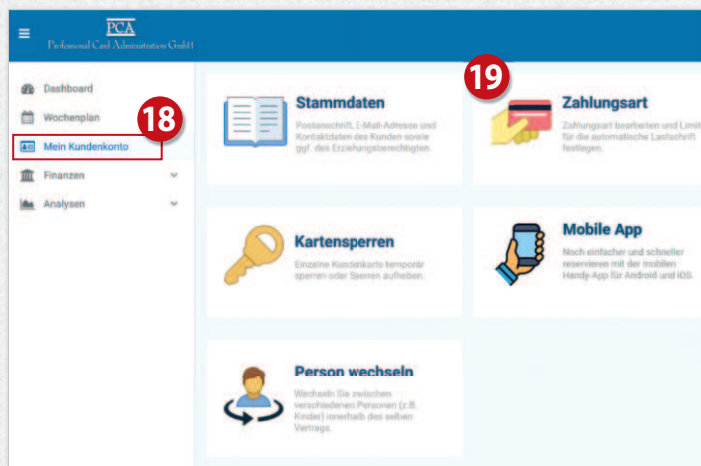 PCA
Professional Card Administration GmbH
Dashboard
Wochenplan
18
Mein Kundenkonto
Finanzen
Analysen
Stammdaten
Postanschrift, E-Mail-Adresse und
Kontaktdaten des Kunden sowie
ggf. des Erziehungsberechtigten.
19
Zahlungsart
Zahlungsart bearbeiten und Limit
für die automatische Lastschrift
festlegen.
Kartensperren
Einzelne Kundenkarte temporär
sperren oder Sperren aufheben.
Mobile App
Noch einfacher und schneller
reservieren mit der mobilen
Handy-App für Android und iOS.
Person wechseln
Wechseln Sie zwischen
verschiedenen Personen (z.B.
Kinder) innerhalb des selben
Vertrags.